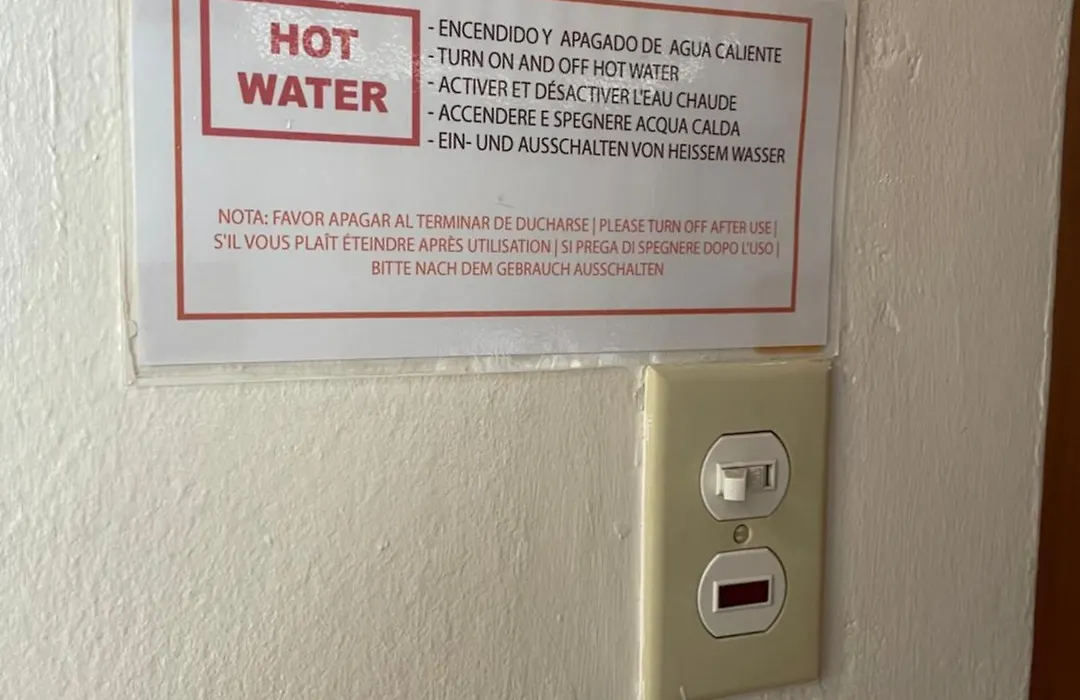 HOT
WATER
- ENCENDIDO Y APAGADO DE AGUA CALIENTE
- TURN ON AND OFF HOT WATER
- ACTIVER ET DÉSACTIVER L'EAU CHAUDE
- ACCENDERE E SPEGNERE ACQUA CALDA
- EIN- UND AUSSCHALTEN VON HEISSEM WASSER
NOTA: FAVOR APAGAR AL TERMINAR DE DUCHARSE | PLEASE TURN OFF AFTER USE |
S'IL VOUS PLAÎT ÉTEINDRE APRÈS UTILISATION | SI PREGA DI SPEGNERE DOPO L'USO |
BITTE NACH DEM GEBRAUCH AUSSCHALTEN